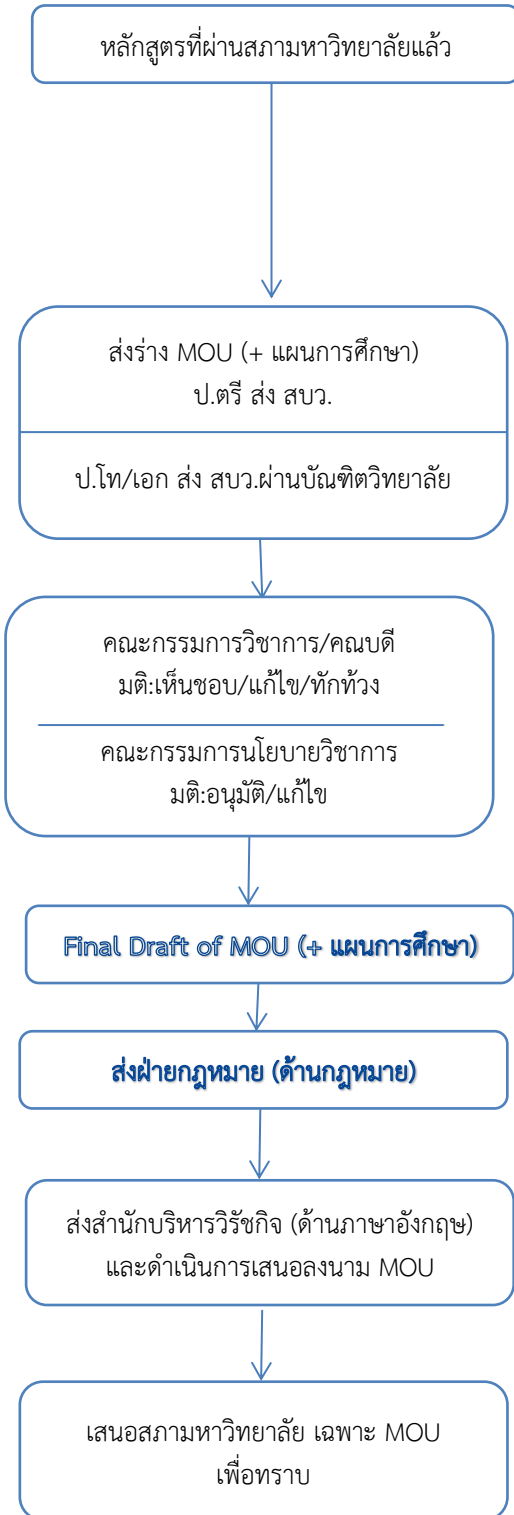 หลักสูตรที่ผ่านสภามหาวิทยาลัยแล้ว
ส่งร่าง MOU (+ แผนการศึกษา)
ป.ตรี ส่ง สบว.
ป.โท/เอก ส่ง สบว.ผ่านบัณฑิตวิทยาลัย
คณะกรรมการวิชาการ/คณบดี
มติ:เห็นชอบ/แก้ไข/ทักท้วง
คณะกรรมการนโยบายวิชาการ
มติ:อนุมัติ/แก้ไข
Final Draft of MOU (+ แผนการศึกษา)
ส่งฝ่ายกฎหมาย (ด้านกฎหมาย)
ส่งสำนักบริหารวิรัชกิจ (ด้านภาษาอังกฤษ)
และดำเนินการเสนอลงนาม MOU
เสนอสภามหาวิทยาลัย เฉพาะ MOU
เพื่อทราบ